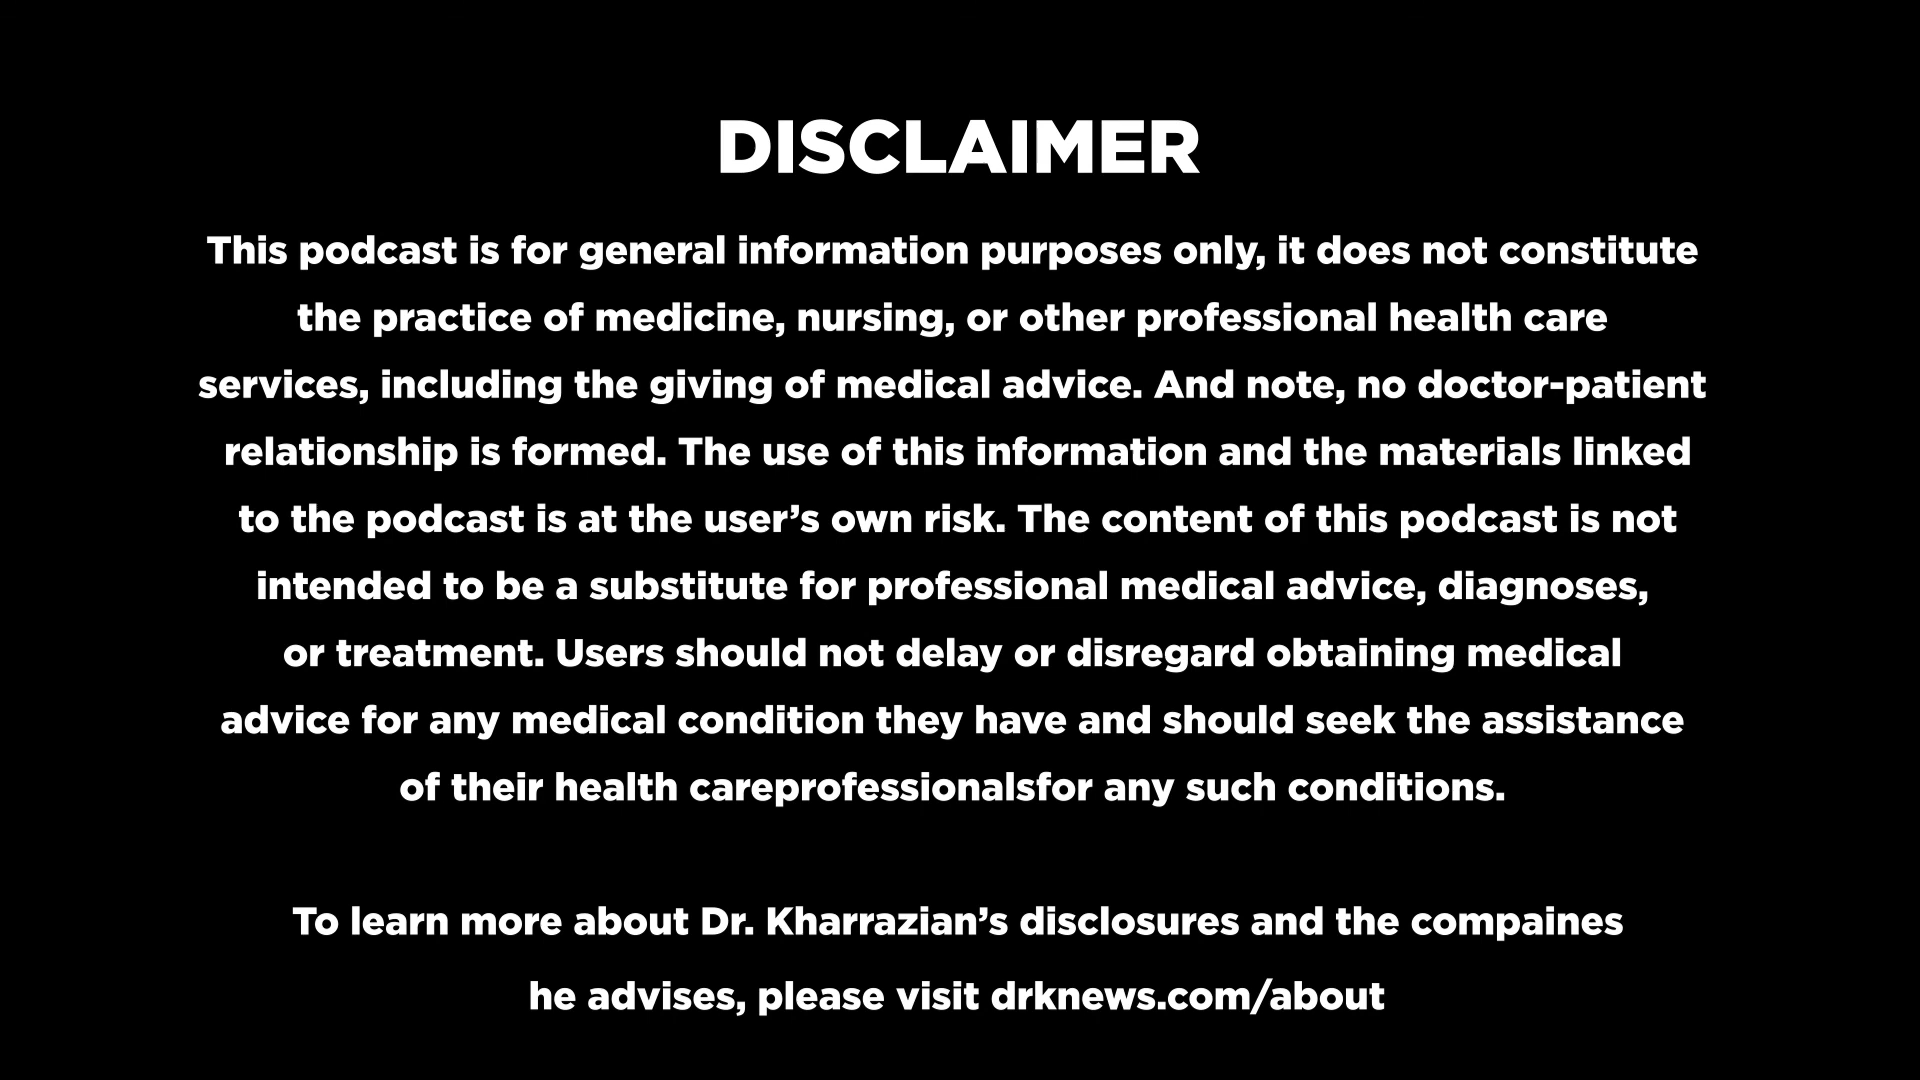 DISCLAIMER
This podcast is for general information purposes only, it does not constitute
the practice of medicine, nursing, or other professional health care
services, including the giving of medical advice. And note, no doctor-patient
relationship is formed. The use of this information and the materials linked
to the podcast is at the user’s own risk. The content of this podcast is not
intended to be a substitute for professional medical advice, diagnoses,
or treatment. Users should not delay or disregard obtaining medical
advice for any medical condition they have and should seek the assistance
of their health careprofessionalsfor any such conditions.
To learn more about Dr. Kharrazian’s disclosures and the compaines
he advises, please visit drknews.com/about